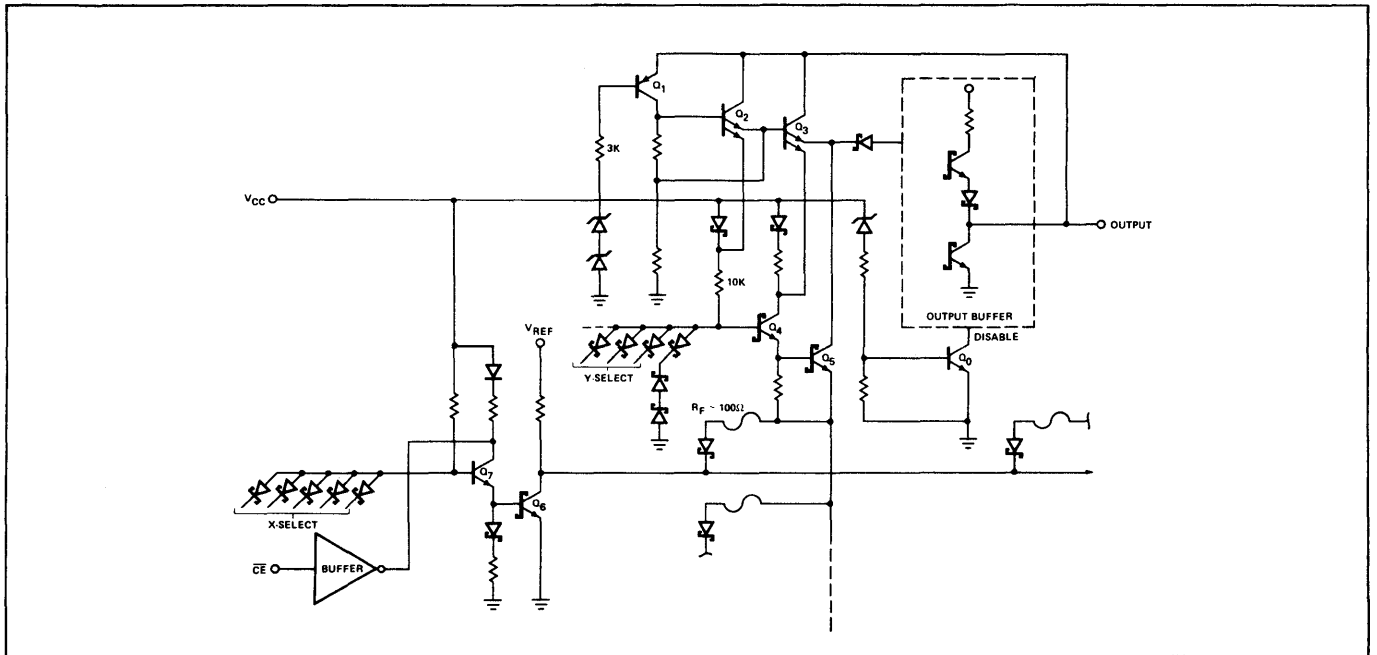 Q1
Q2
Q3
3K
VCC
OUTPUT
10K
VREF
OUTPUT BUFFER
DISABLE
Q4
Y-SELECT
Q5
Q0
RF ~ 100Ω
Q7
Q6
X-SELECT
CE
BUFFER